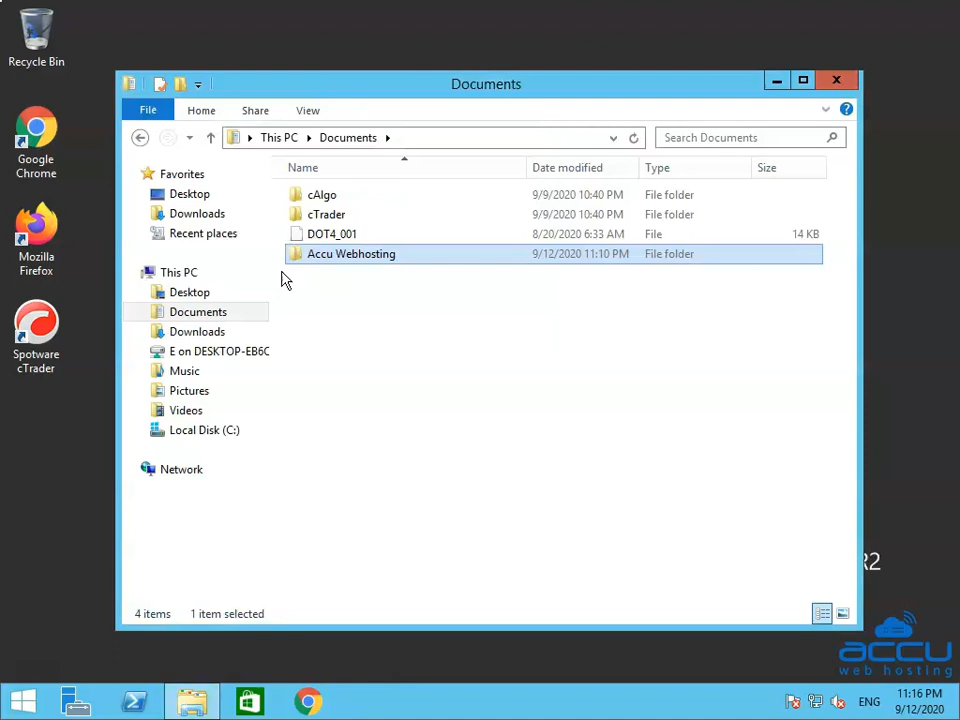 Recycle Bin
Google
Chrome
Mozilla
Firefox
Spotware
cTrader
Documents
File
Home
Share
View
This PC
Documents
Search Documents
Name
Date modified
Type
Size
cAlgo
9/9/2020 10:40 PM
File folder
cTrader
9/9/2020 10:40 PM
File folder
DOT4_001
8/20/2020 6:33 AM
File
14 KB
Accu Webhosting
9/12/2020 11:10 PM
File folder
Favorites
Desktop
Downloads
Recent places
This PC
Desktop
Documents
Downloads
E on DESKTOP-EB6C
Music
Pictures
Videos
Local Disk (C:)
Network
4 items
1 item selected
R2
accu
web hosting
ENG
11:16 PM
9/12/2020